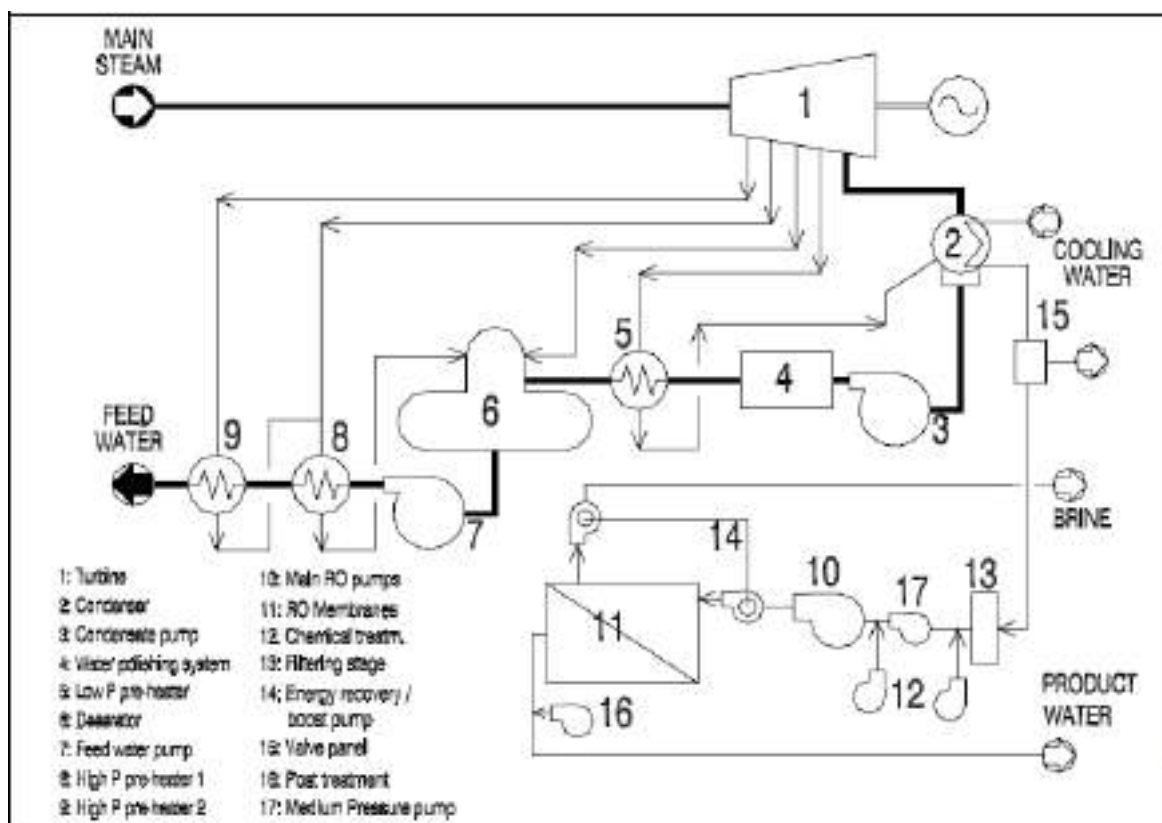 MAIN
STEAM
1
2
COOLING
WATER
15
5
4
3
6
FEED
WATER
9
8
7
BRINE
14
10
17
13
11
12
16
PRODUCT
WATER
1: Turbine
2: Condenser
3: Condensate pump
4: Water polishing system
5: Low P pre-heater
6: Deaerator
7: Feed water pump
8: High P pre-heater 1
9: High P pre-heater 2
10: Main RO pumps
11: RO Membranes
12: Chemical treatm.
13: Filtering stage
14: Energy recovery /
boost pump
15: Valve panel
16: Post treatment
17: Medium Pressure pump